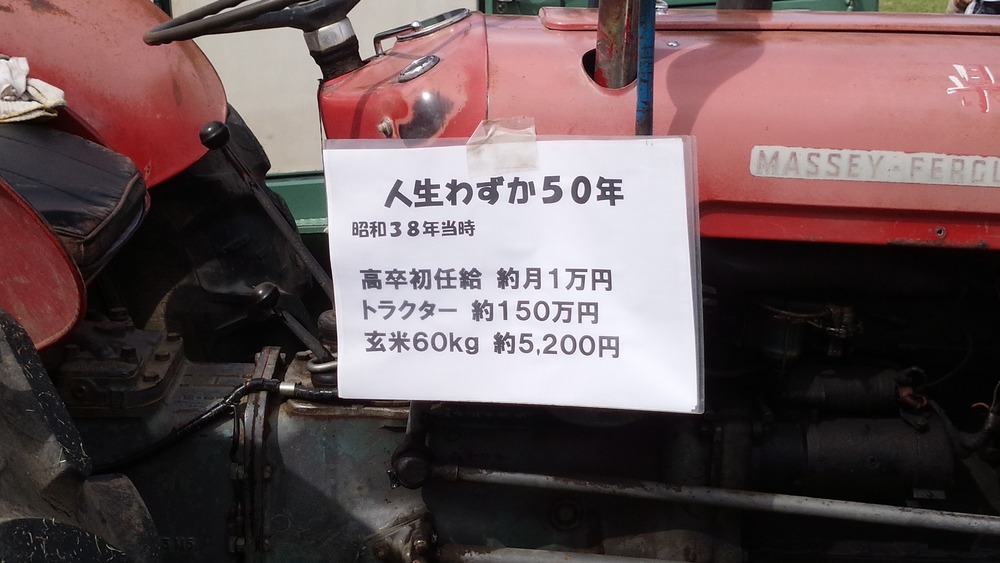 人生わずか50年
昭和38年当時
高卒初任給 約月1万円
トラクター 約150万円
玄米60kg 約5,200円
MASSEY-FERGU